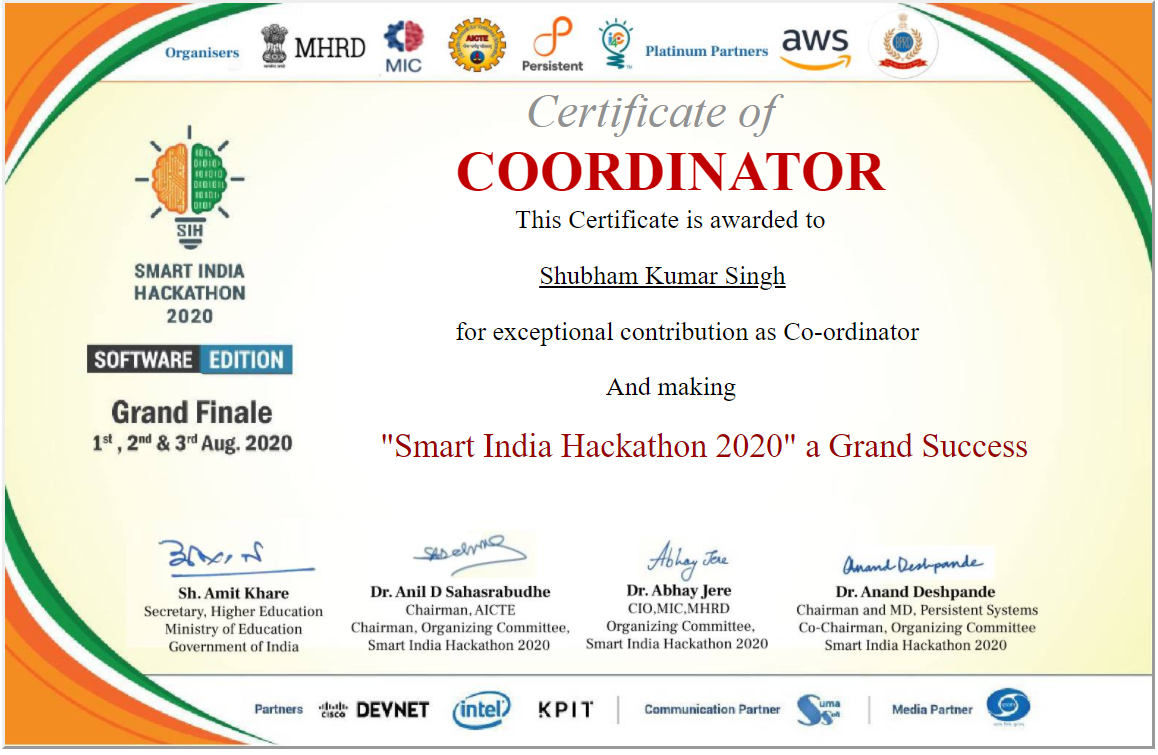 Organisers
MHRD
MIC
AICTE
Persistent
Platinum Partners
aws
BPRD
Certificate of
COORDINATOR
This Certificate is awarded to
Shubham Kumar Singh
for exceptional contribution as Co-ordinator
And making
"Smart India Hackathon 2020" a Grand Success
SIH
SMART INDIA
HACKATHON
2020
SOFTWARE EDITION
Grand Finale
1st , 2nd & 3rd Aug. 2020
Abhay Jere
Anand Deshpande
Sh. Amit Khare
Secretary, Higher Education
Ministry of Education
Government of India
Dr. Anil D Sahasrabudhe
Chairman, AICTE
Chairman, Organizing Committee,
Smart India Hackathon 2020
Dr. Abhay Jere
CIO,MIC,MHRD
Organizing Committee,
Smart India Hackathon 2020
Dr. Anand Deshpande
Chairman and MD, Persistent Systems
Co-Chairman, Organizing Committee
Smart India Hackathon 2020
Partners
cisco DEVNET
intel
KPIT
Communication Partner
Suma Soft
Media Partner